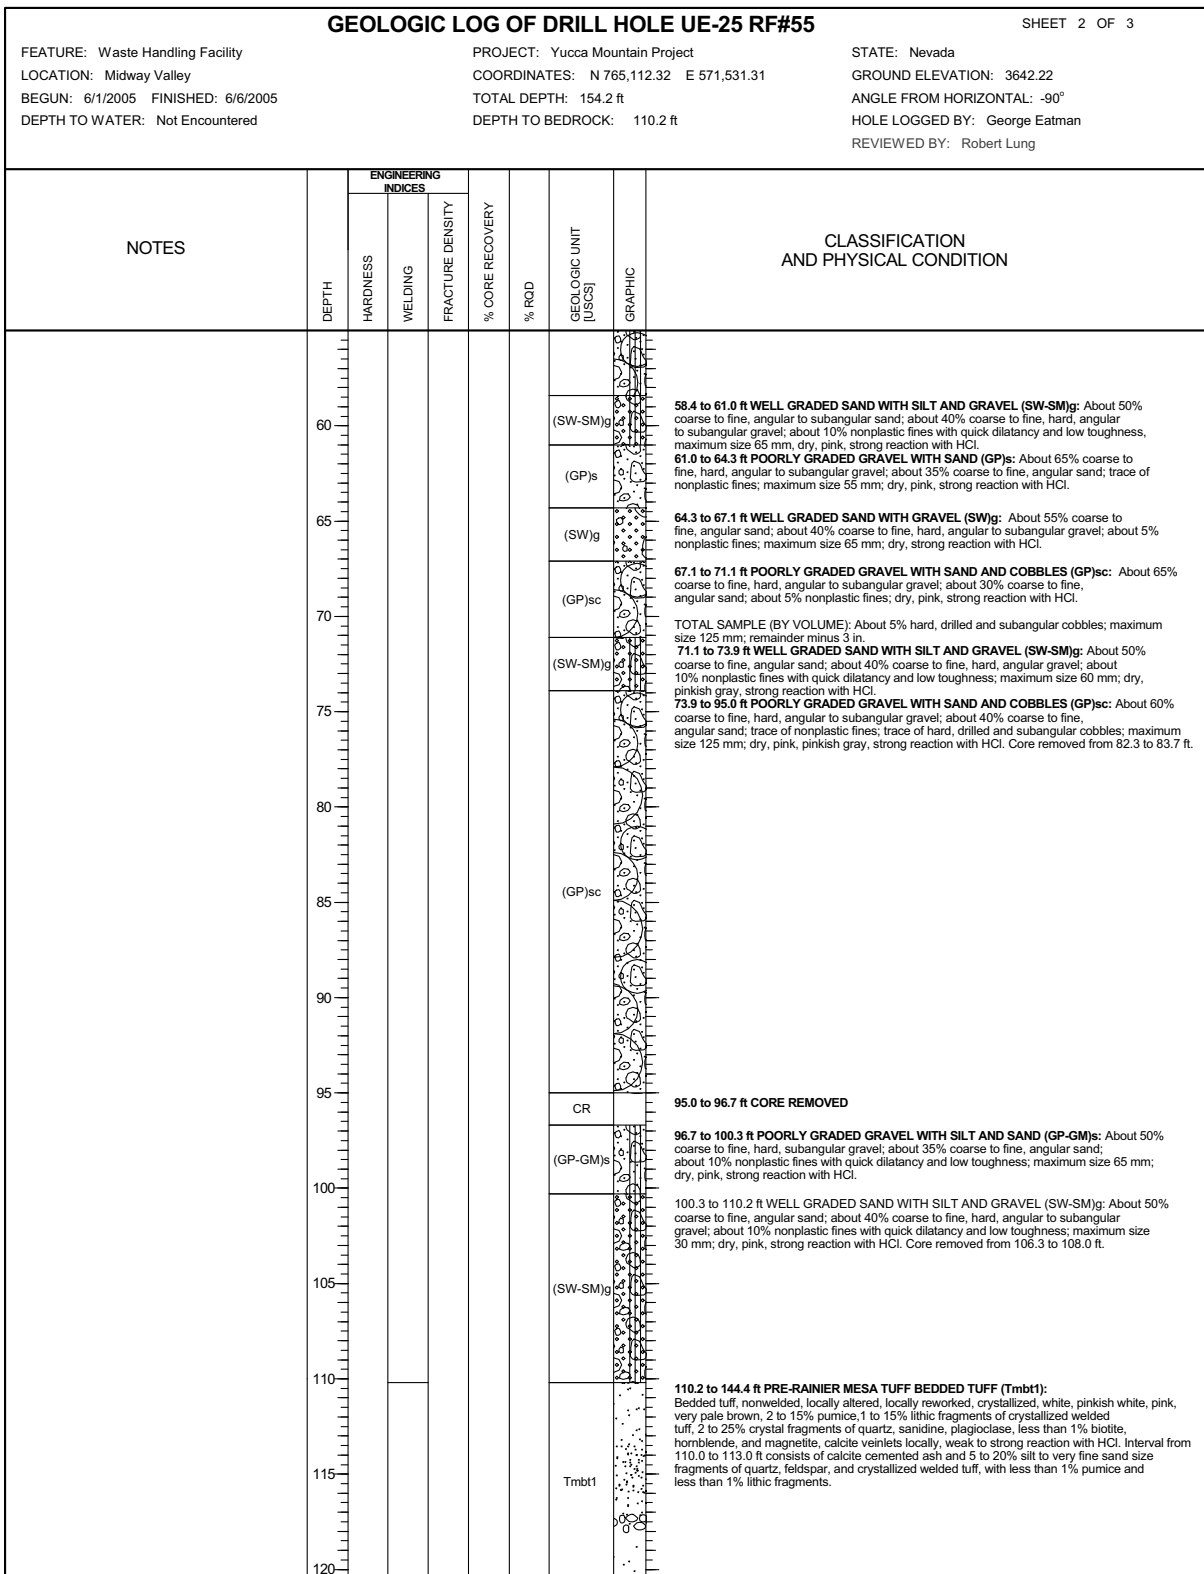 GEOLOGIC LOG OF DRILL HOLE UE-25 RF#55
SHEET 2 OF 3
FEATURE: Waste Handling Facility
PROJECT: Yucca Mountain Project
STATE: Nevada
LOCATION: Midway Valley
COORDINATES: N 765,112.32 E 571,531.31
GROUND ELEVATION: 3642.22
BEGUN: 6/1/2005 FINISHED: 6/6/2005
TOTAL DEPTH: 154.2 ft
ANGLE FROM HORIZONTAL: -90°
DEPTH TO WATER: Not Encountered
DEPTH TO BEDROCK: 110.2 ft
HOLE LOGGED BY: George Eatman
REVIEWED BY: Robert Lung
NOTES
DEPTH
ENGINEERING
INDICES
HARDNESS
WELDING
FRACTURE DENSITY
% CORE RECOVERY
% RQD
GEOLOGIC UNIT
[USCS]
GRAPHIC
CLASSIFICATION
AND PHYSICAL CONDITION
58.4 to 61.0 ft WELL GRADED SAND WITH SILT AND GRAVEL (SW-SM)g: About 50%
coarse to fine, angular to subangular sand; about 40% coarse to fine, hard, angular
to subangular gravel; about 10% nonplastic fines with quick dilatancy and low toughness,
maximum size 65 mm, dry, pink, strong reaction with HCl.
60
(SW-SM)g
61.0 to 64.3 ft POORLY GRADED GRAVEL WITH SAND (GP)s: About 65% coarse to
fine, hard, angular to subangular gravel; about 35% coarse to fine, angular sand; trace of
nonplastic fines; maximum size 55 mm; dry, pink, strong reaction with HCl.
(GP)s
64.3 to 67.1 ft WELL GRADED SAND WITH GRAVEL (SW)g: About 55% coarse to
fine, angular sand; about 40% coarse to fine, hard, angular to subangular gravel; about 5%
nonplastic fines; maximum size 65 mm; dry, strong reaction with HCl.
65
(SW)g
67.1 to 71.1 ft POORLY GRADED GRAVEL WITH SAND AND COBBLES (GP)sc: About 65%
coarse to fine, hard, angular to subangular gravel; about 30% coarse to fine,
angular sand; about 5% nonplastic fines; dry, pink, strong reaction with HCl.
(GP)sc
70
TOTAL SAMPLE (BY VOLUME): About 5% hard, drilled and subangular cobbles; maximum
size 125 mm; remainder minus 3 in.
71.1 to 73.9 ft WELL GRADED SAND WITH SILT AND GRAVEL (SW-SM)g: About 50%
coarse to fine, angular sand; about 40% coarse to fine, hard, angular gravel; about
10% nonplastic fines with quick dilatancy and low toughness; maximum size 60 mm; dry,
pinkish gray, strong reaction with HCl.
(SW-SM)g
73.9 to 95.0 ft POORLY GRADED GRAVEL WITH SAND AND COBBLES (GP)sc: About 60%
coarse to fine, hard, angular to subangular gravel; about 40% coarse to fine,
angular sand; trace of nonplastic fines; trace of hard, drilled and subangular cobbles; maximum
size 125 mm; dry, pink, pinkish gray, strong reaction with HCl. Core removed from 82.3 to 83.7 ft.
75
80
85
(GP)sc
90
95
CR
95.0 to 96.7 ft CORE REMOVED
96.7 to 100.3 ft POORLY GRADED GRAVEL WITH SILT AND SAND (GP-GM)s: About 50%
coarse to fine, hard, subangular gravel; about 35% coarse to fine, angular sand;
about 10% nonplastic fines with quick dilatancy and low toughness; maximum size 65 mm;
dry, pink, strong reaction with HCl.
(GP-GM)s
100
100.3 to 110.2 ft WELL GRADED SAND WITH SILT AND GRAVEL (SW-SM)g: About 50%
coarse to fine, angular sand; about 40% coarse to fine, hard, angular to subangular
gravel; about 10% nonplastic fines with quick dilatancy and low toughness; maximum size
30 mm; dry, pink, strong reaction with HCl. Core removed from 106.3 to 108.0 ft.
105
(SW-SM)g
110
110.2 to 144.4 ft PRE-RAINIER MESA TUFF BEDDED TUFF (Tmbt1):
Bedded tuff, nonwelded, locally altered, locally reworked, crystallized, white, pinkish white, pink,
very pale brown, 2 to 15% pumice,1 to 15% lithic fragments of crystallized welded
tuff, 2 to 25% crystal fragments of quartz, sanidine, plagioclase, less than 1% biotite,
hornblende, and magnetite, calcite veinlets locally, weak to strong reaction with HCl. Interval from
110.0 to 113.0 ft consists of calcite cemented ash and 5 to 20% silt to very fine sand size
fragments of quartz, feldspar, and crystallized welded tuff, with less than 1% pumice and
less than 1% lithic fragments.
115
Tmbt1
120